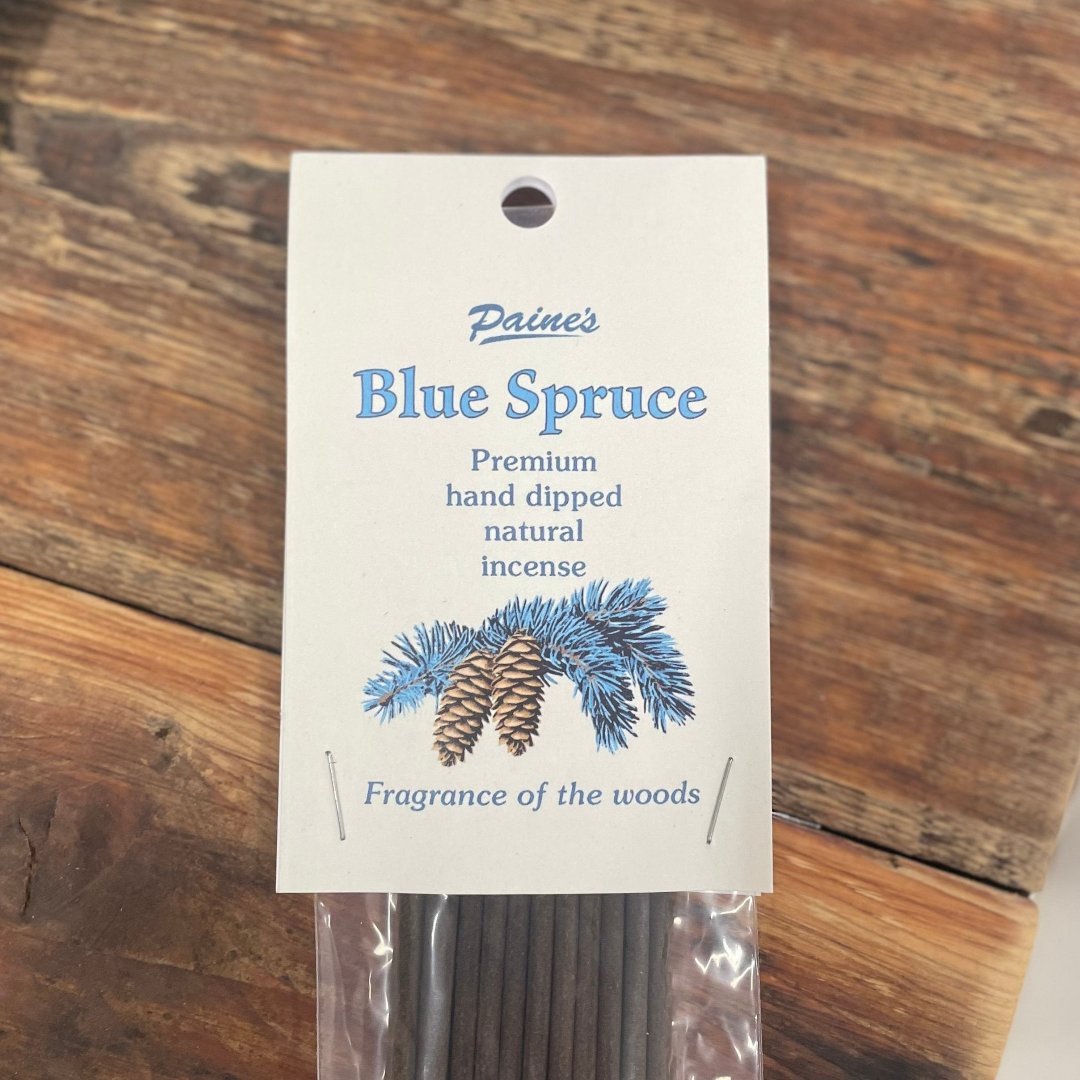 Paine's
Blue Spruce
Premium
hand dipped
natural
incense
Fragrance of the woods